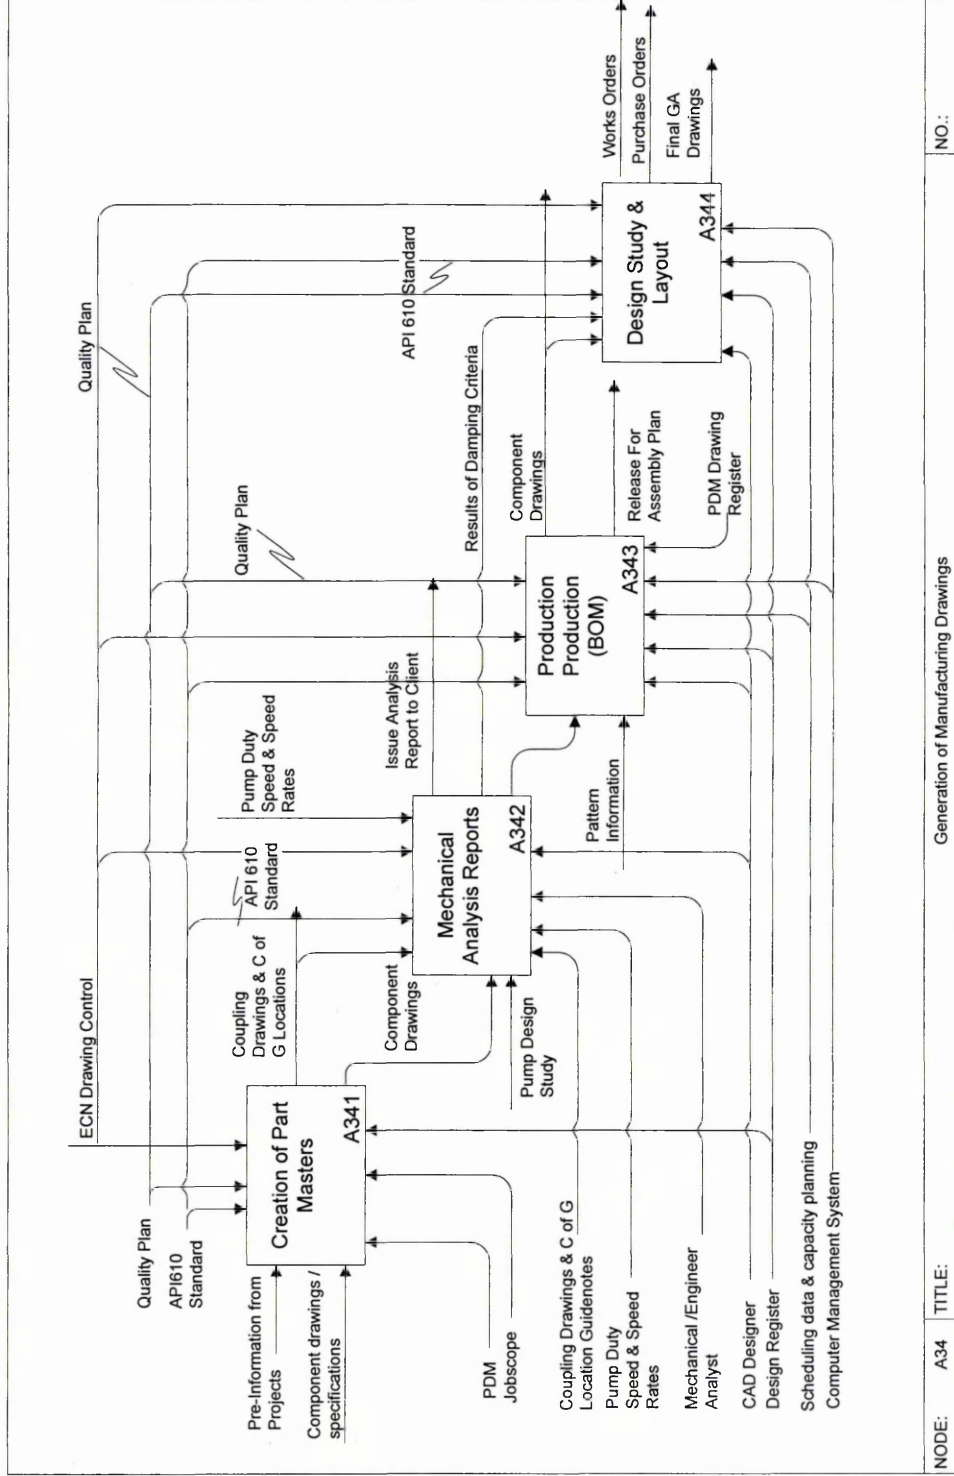 ECN Drawing Control
Quality Plan
Quality Plan
API610
Standard
Pre-Information from
Projects
Component drawings /
specifications
Creation of Part
Masters
A341
PDM
Jobscope
Coupling
Drawings & C of
G Locations
API 610
Standard
Pump Duty
Speed & Speed
Rates
Component
Drawings
Mechanical
Analysis Reports
A342
Pump Design
Study
Coupling Drawings & C of G
Location Guidenotes
Pump Duty
Speed & Speed
Rates
Mechanical /Engineer
Analyst
CAD Designer
Design Register
Scheduling data & capacity planning
Computer Management System
Quality Plan
Issue Analysis
Report to Client
Results of Damping Criteria
Pattern
Information
Production
Production
(BOM)
A343
Component
Drawings
Release For
Assembly Plan
PDM Drawing
Register
API 610 Standard
Design Study &
Layout
A344
Works Orders
Purchase Orders
Final GA
Drawings
NODE:
A34
TITLE:
Generation of Manufacturing Drawings
NO.: